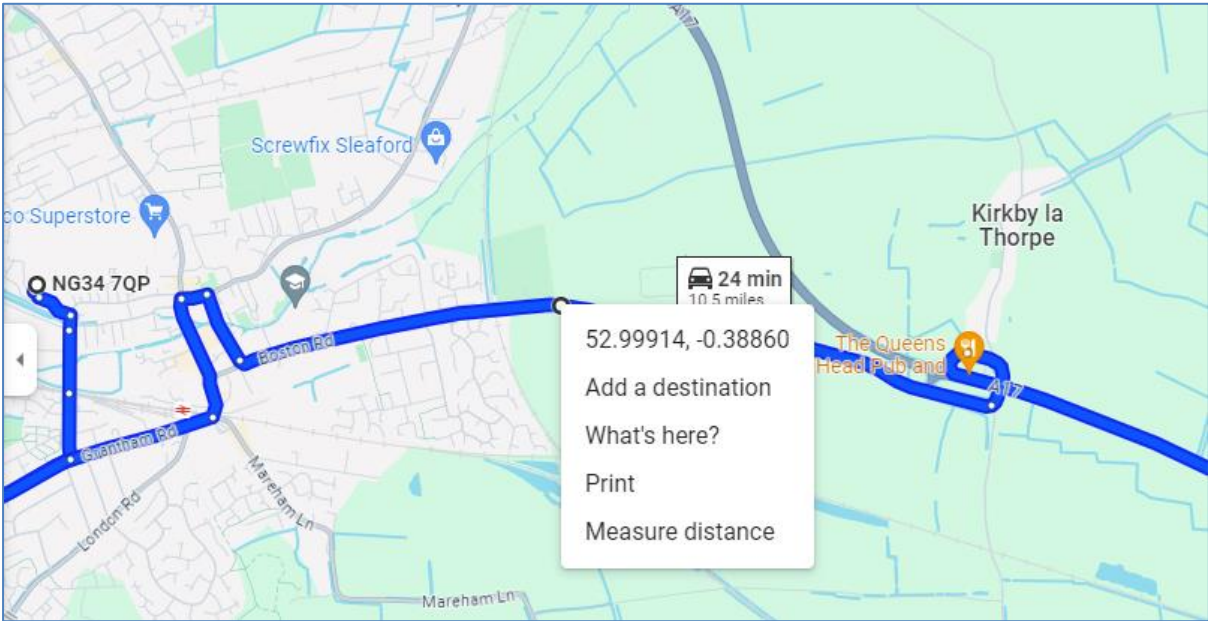 A17
Screwfix Sleaford
co Superstore
Kirkby la
Thorpe
NG34 7QP
24 min
10.5 miles
52.99914, -0.38860
The Queens
Head Pub and
Boston Rd
Add a destination
A17
What's here?
Grantham Rd
Print
Mareham Ln
London Rd
Measure distance
Mareham Ln